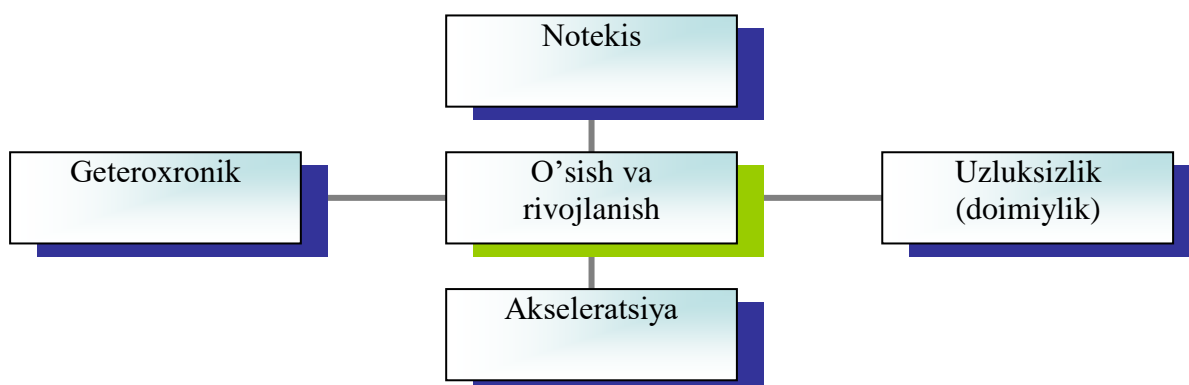 Notekis
Geteroxronik
O’sish va
rivojlanish
Uzluksizlik
(doimiylik)
Akseleratsiya